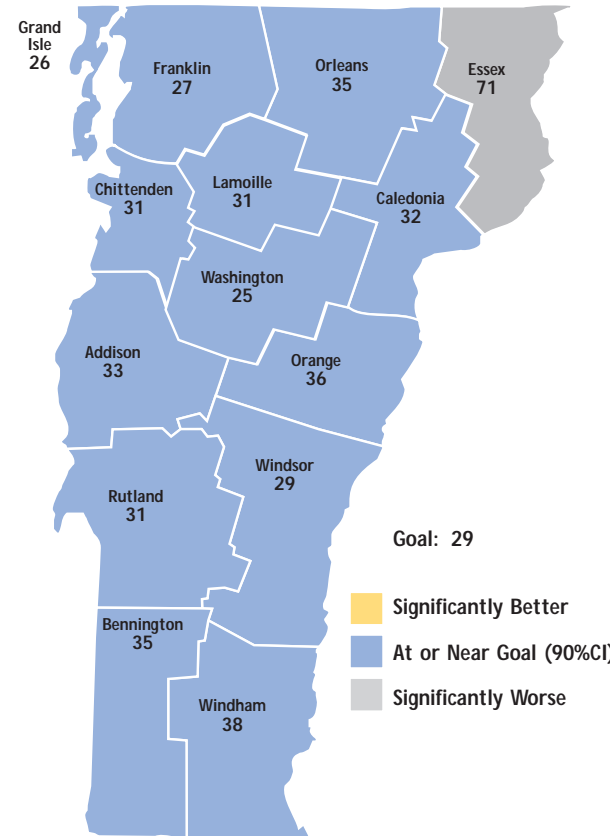 Grand
Isle
26
Franklin
27
Orleans
35
Essex
71
Chittenden
31
Lamoille
31
Caledonia
32
Washington
25
Addison
33
Orange
36
Windsor
29
Rutland
31
Bennington
35
Windham
38
Goal: 29
Significantly Better
At or Near Goal (90%CI)
Significantly Worse